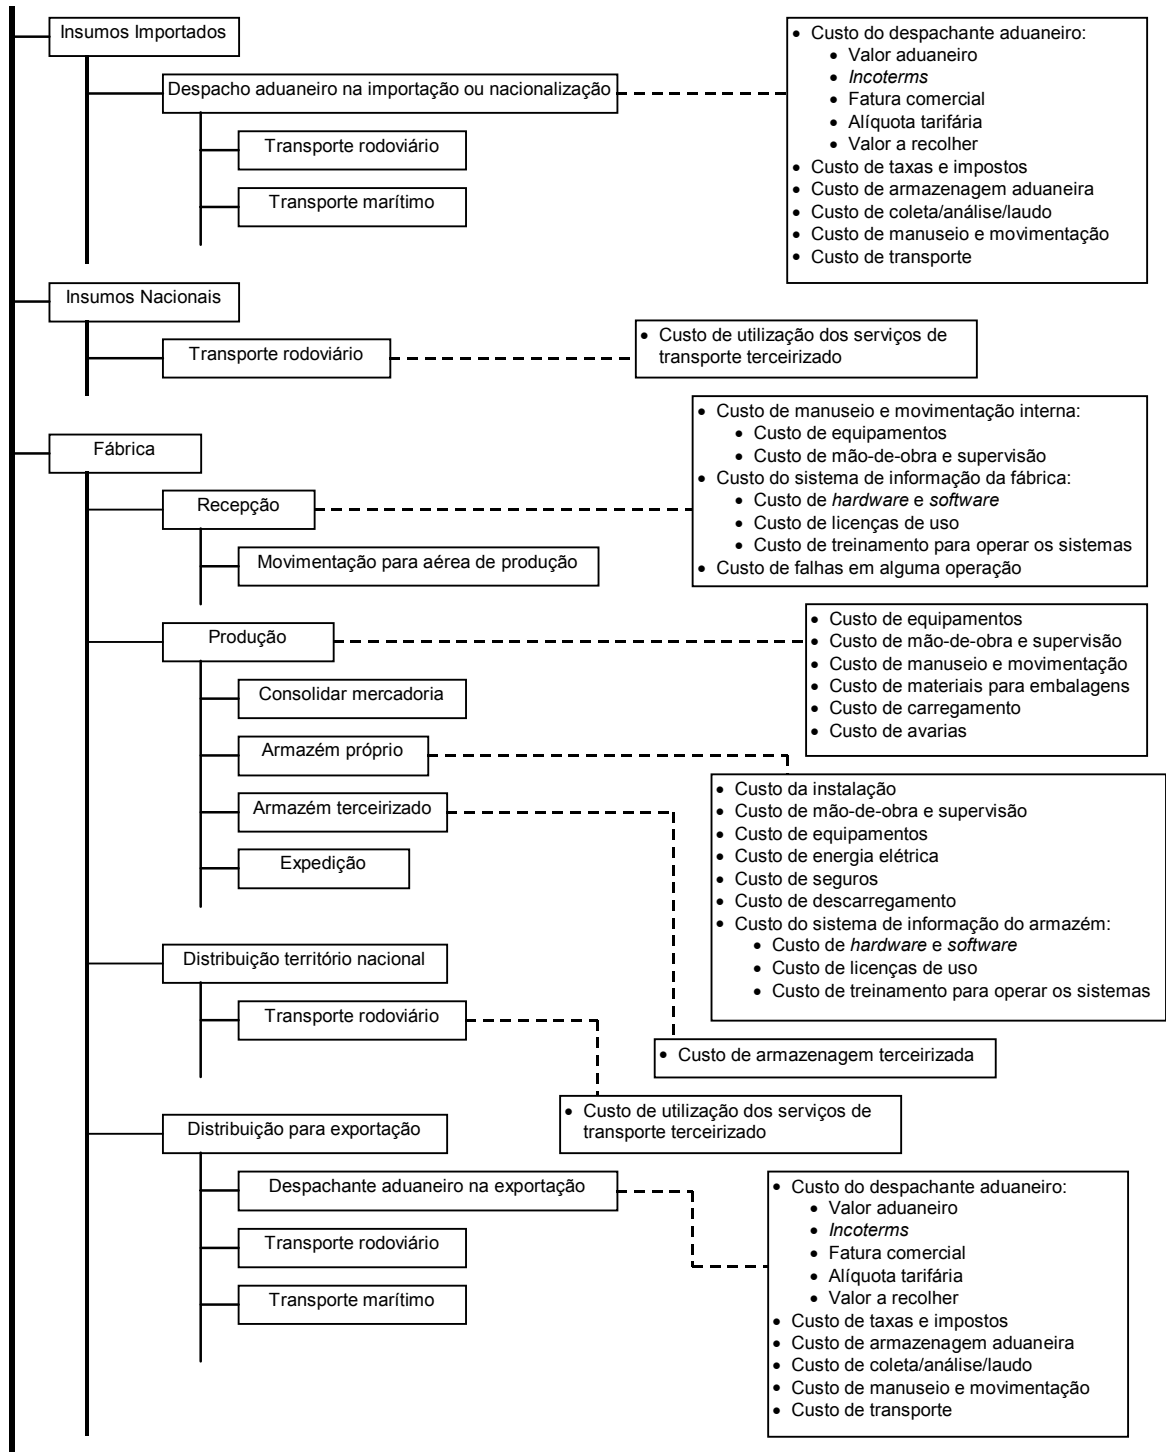 Insumos Importados
Despacho aduaneiro na importação ou nacionalização
Transporte rodoviário
Transporte marítimo
• Custo do despachante aduaneiro:
• Valor aduaneiro
• Incoterms
• Fatura comercial
• Alíquota tarifária
• Valor a recolher
• Custo de taxas e impostos
• Custo de armazenagem aduaneira
• Custo de coleta/análise/laudo
• Custo de manuseio e movimentação
• Custo de transporte
Insumos Nacionais
Transporte rodoviário
• Custo de utilização dos serviços de
transporte terceirizado
Fábrica
Recepção
Movimentação para aérea de produção
• Custo de manuseio e movimentação interna:
• Custo de equipamentos
• Custo de mão-de-obra e supervisão
• Custo do sistema de informação da fábrica:
• Custo de hardware e software
• Custo de licenças de uso
• Custo de treinamento para operar os sistemas
• Custo de falhas em alguma operação
Produção
• Custo de equipamentos
• Custo de mão-de-obra e supervisão
• Custo de manuseio e movimentação
• Custo de materiais para embalagens
• Custo de carregamento
• Custo de avarias
Consolidar mercadoria
Armazém próprio
Armazém terceirizado
Expedição
• Custo da instalação
• Custo de mão-de-obra e supervisão
• Custo de equipamentos
• Custo de energia elétrica
• Custo de seguros
• Custo de descarregamento
• Custo do sistema de informação do armazém:
• Custo de hardware e software
• Custo de licenças de uso
• Custo de treinamento para operar os sistemas
Distribuição território nacional
Transporte rodoviário
• Custo de armazenagem terceirizada
• Custo de utilização dos serviços de
transporte terceirizado
Distribuição para exportação
Despachante aduaneiro na exportação
Transporte rodoviário
Transporte marítimo
• Custo do despachante aduaneiro:
• Valor aduaneiro
• Incoterms
• Fatura comercial
• Alíquota tarifária
• Valor a recolher
• Custo de taxas e impostos
• Custo de armazenagem aduaneira
• Custo de coleta/análise/laudo
• Custo de manuseio e movimentação
• Custo de transporte